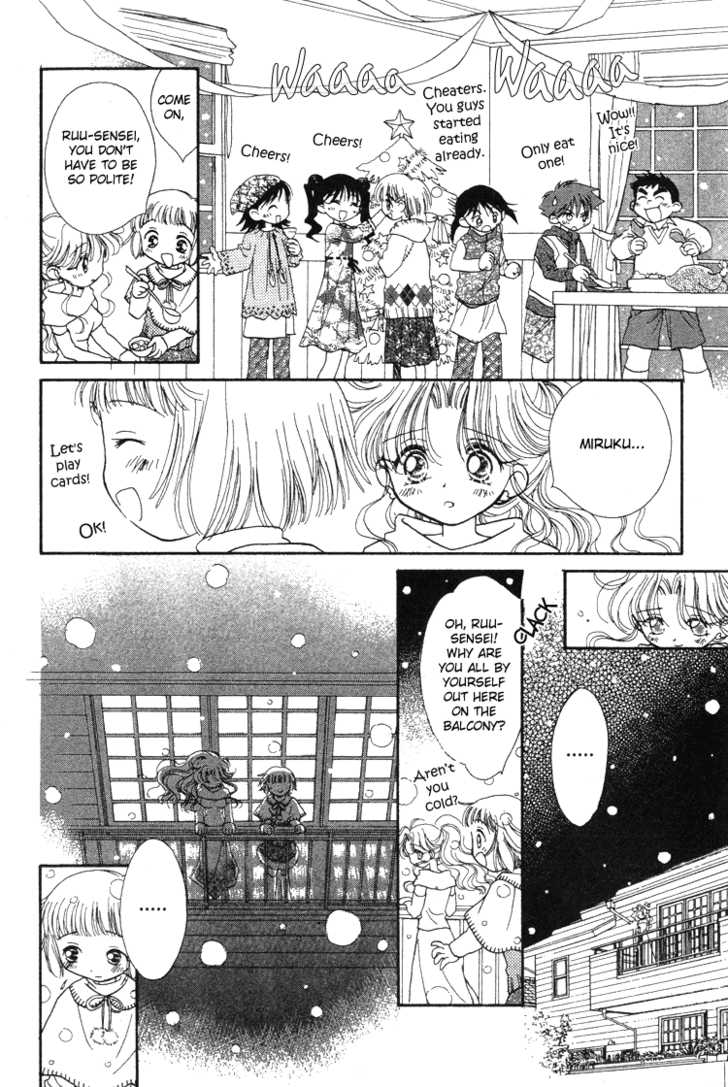 Waaaa
Waaaa
Wow!!
It's
nice!
Only eat
one!
Cheaters.
You guys
started
eating
already.
Cheers!
Cheers!
COME
ON,
RUU-SENSEI,
YOU DON'T
HAVE TO BE
SO POLITE!
MIRUKU...
Let's
play
cards!
OK!
CLACK
OH, RUU-
SENSEI!
WHY ARE
YOU ALL BY
YOURSELF
OUT HERE
ON THE
BALCONY?
Aren't
you
cold?
.....
.....